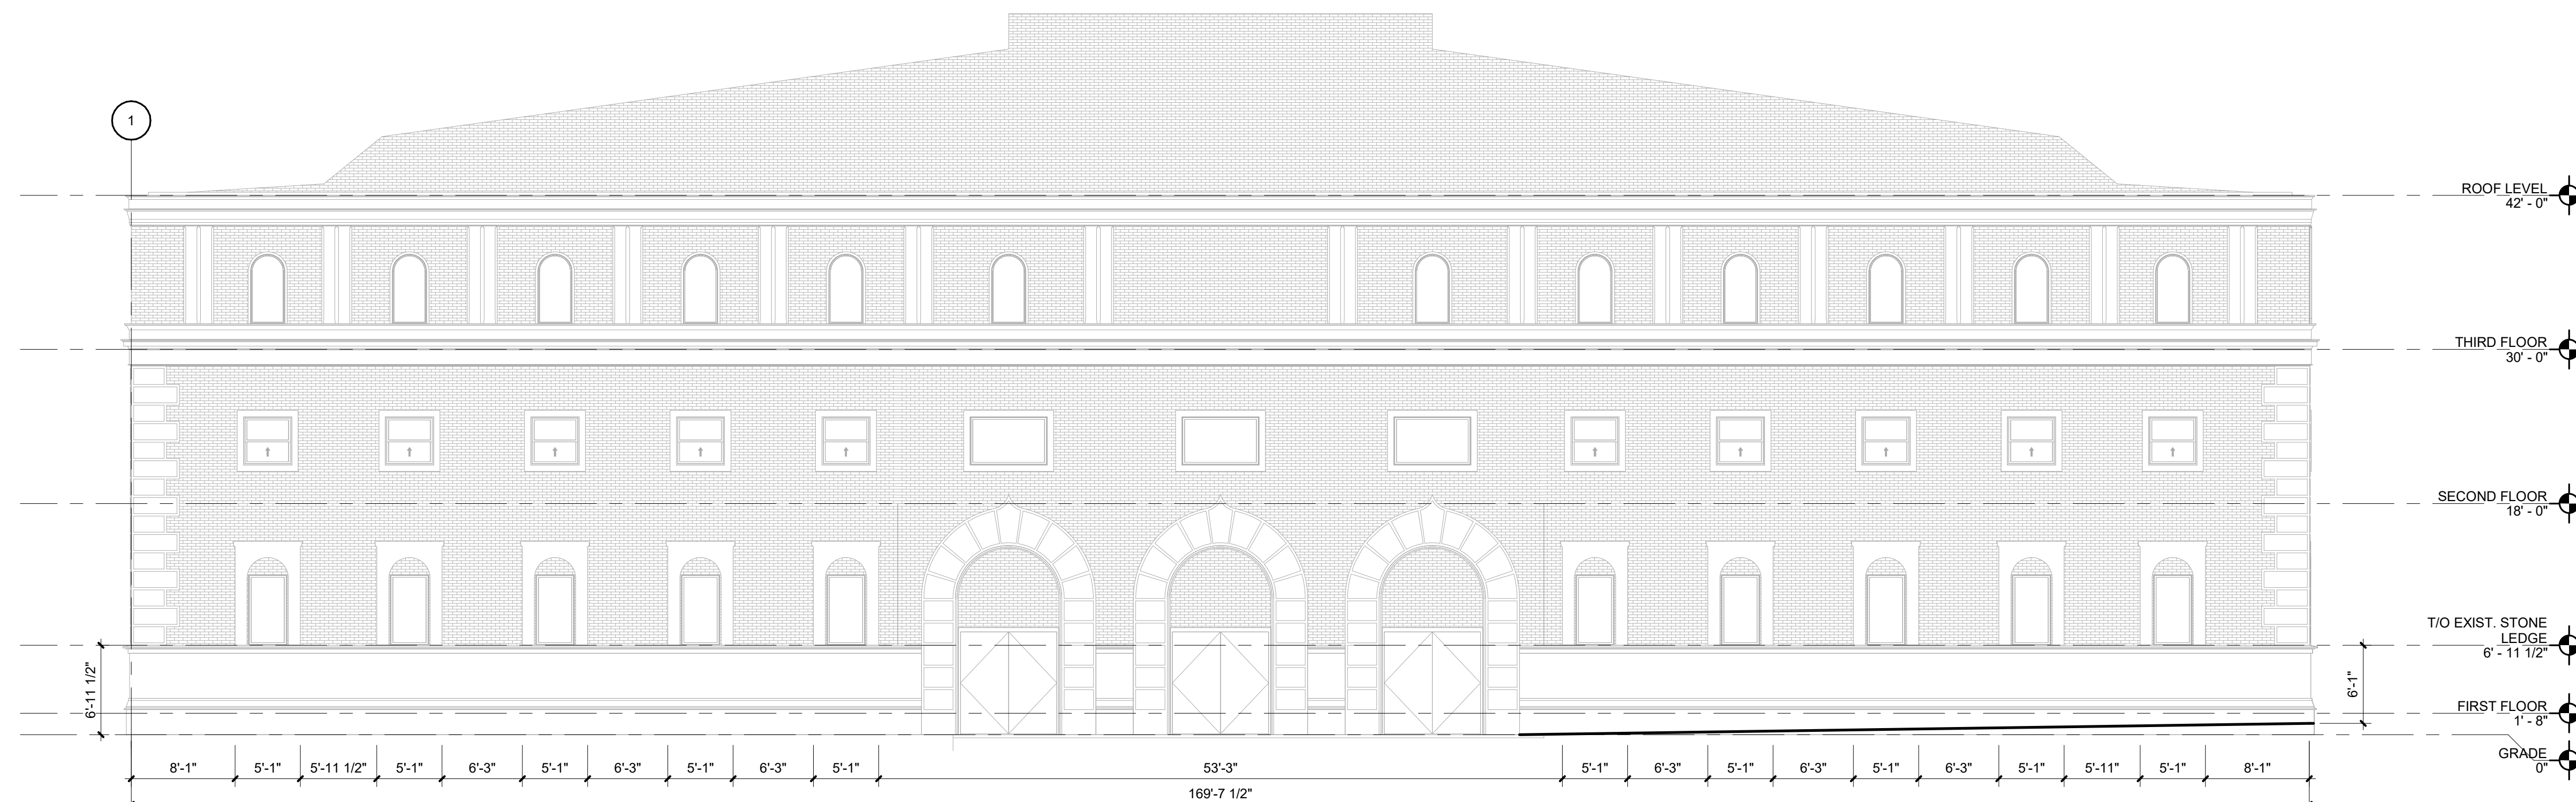 1
ROOF LEVEL
42' - 0"
THIRD FLOOR
30' - 0"
SECOND FLOOR
18' - 0"
T/O EXIST. STONE
LEDGE
6' - 11 1/2"
6'-11 1/2"
6'-1"
FIRST FLOOR
1' - 8"
GRADE
0"
8'-1" 5'-1" 5'-11 1/2" 5'-1" 6'-3" 5'-1" 6'-3" 5'-1" 6'-3" 5'-1" 53'-3" 5'-1" 6'-3" 5'-1" 6'-3" 5'-1" 6'-3" 5'-1" 5'-11" 5'-1" 8'-1"
169'-7 1/2"